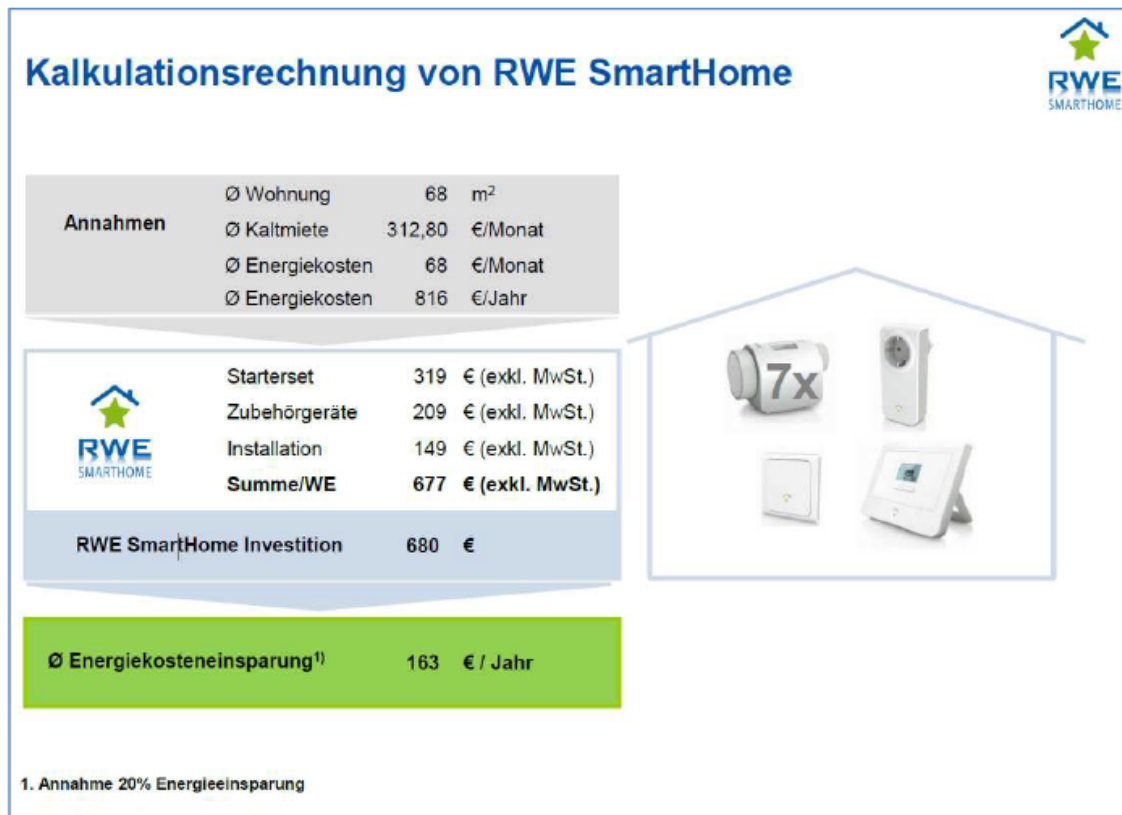 Kalkulationsrechnung von RWE SmartHome
RWE
SMARTHOME
Annahmen
Ø Wohnung 68 m²
Ø Kaltmiete 312,80 €/Monat
Ø Energiekosten 68 €/Monat
Ø Energiekosten 816 €/Jahr
RWE
SMARTHOME
Starterset 319 € (exkl. MwSt.)
Zubehörgeräte 209 € (exkl. MwSt.)
Installation 149 € (exkl. MwSt.)
Summe/WE 677 € (exkl. MwSt.)
RWE SmartHome Investition 680 €
7x
Ø Energiekosteneinsparung¹⁾ 163 € / Jahr
1. Annahme 20% Energieeinsparung